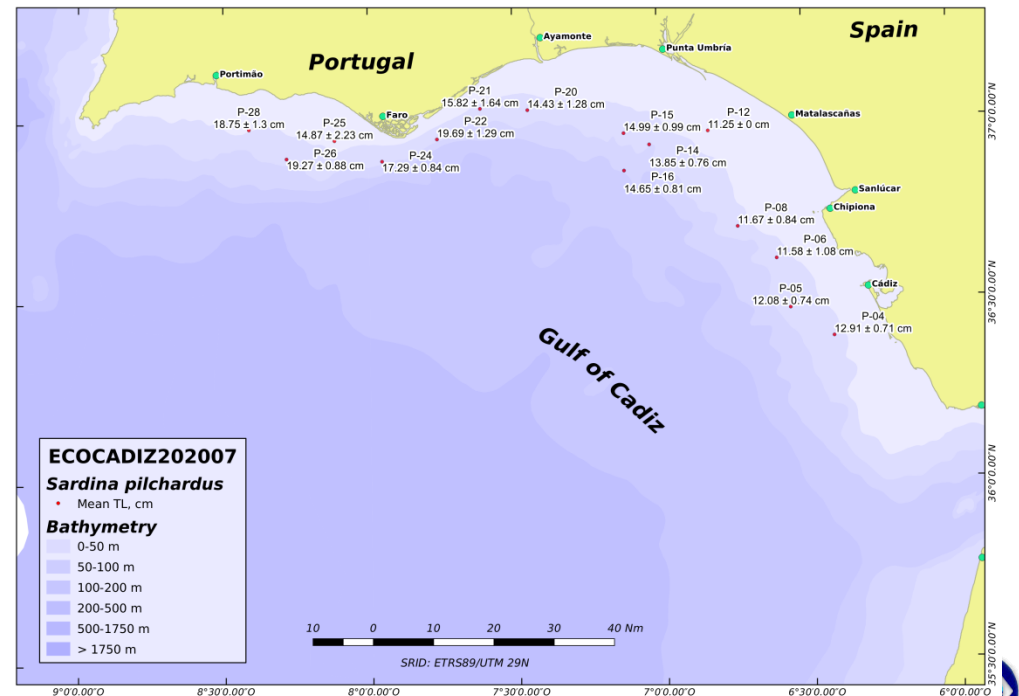 Spain
Ayamonte
Punta Umbría
Portugal
Portimão
P-21
15.82 ± 1.64 cm
P-20
14.43 ± 1.28 cm
P-28
18.75 ± 1.3 cm
P-25
14.87 ± 2.23 cm
Faro
P-22
19.69 ± 1.29 cm
P-15
14.99 ± 0.99 cm
P-12
11.25 ± 0 cm
Matalascañas
37°0'0.00"N
P-26
19.27 ± 0.88 cm
P-24
17.29 ± 0.84 cm
P-14
13.85 ± 0.76 cm
P-16
14.65 ± 0.81 cm
Sanlúcar
Chipiona
P-08
11.67 ± 0.84 cm
P-06
11.58 ± 1.08 cm
P-05
12.08 ± 0.74 cm
Cádiz
36°30'0.00"N
P-04
12.91 ± 0.71 cm
Gulf of Cadiz
36°0'0.00"N
ECOCADIZ202007
Sardina pilchardus
Mean TL, cm
Bathymetry
0-50 m
50-100 m
100-200 m
200-500 m
500-1750 m
> 1750 m
10 0 10 20 30 40 Nm
SRID: ETRS89/UTM 29N
35°30'0.00"N
9°0'0.00"O 8°30'0.00"O 8°0'0.00"O 7°30'0.00"O 7°0'0.00"O 6°30'0.00"O 6°0'0.00"O